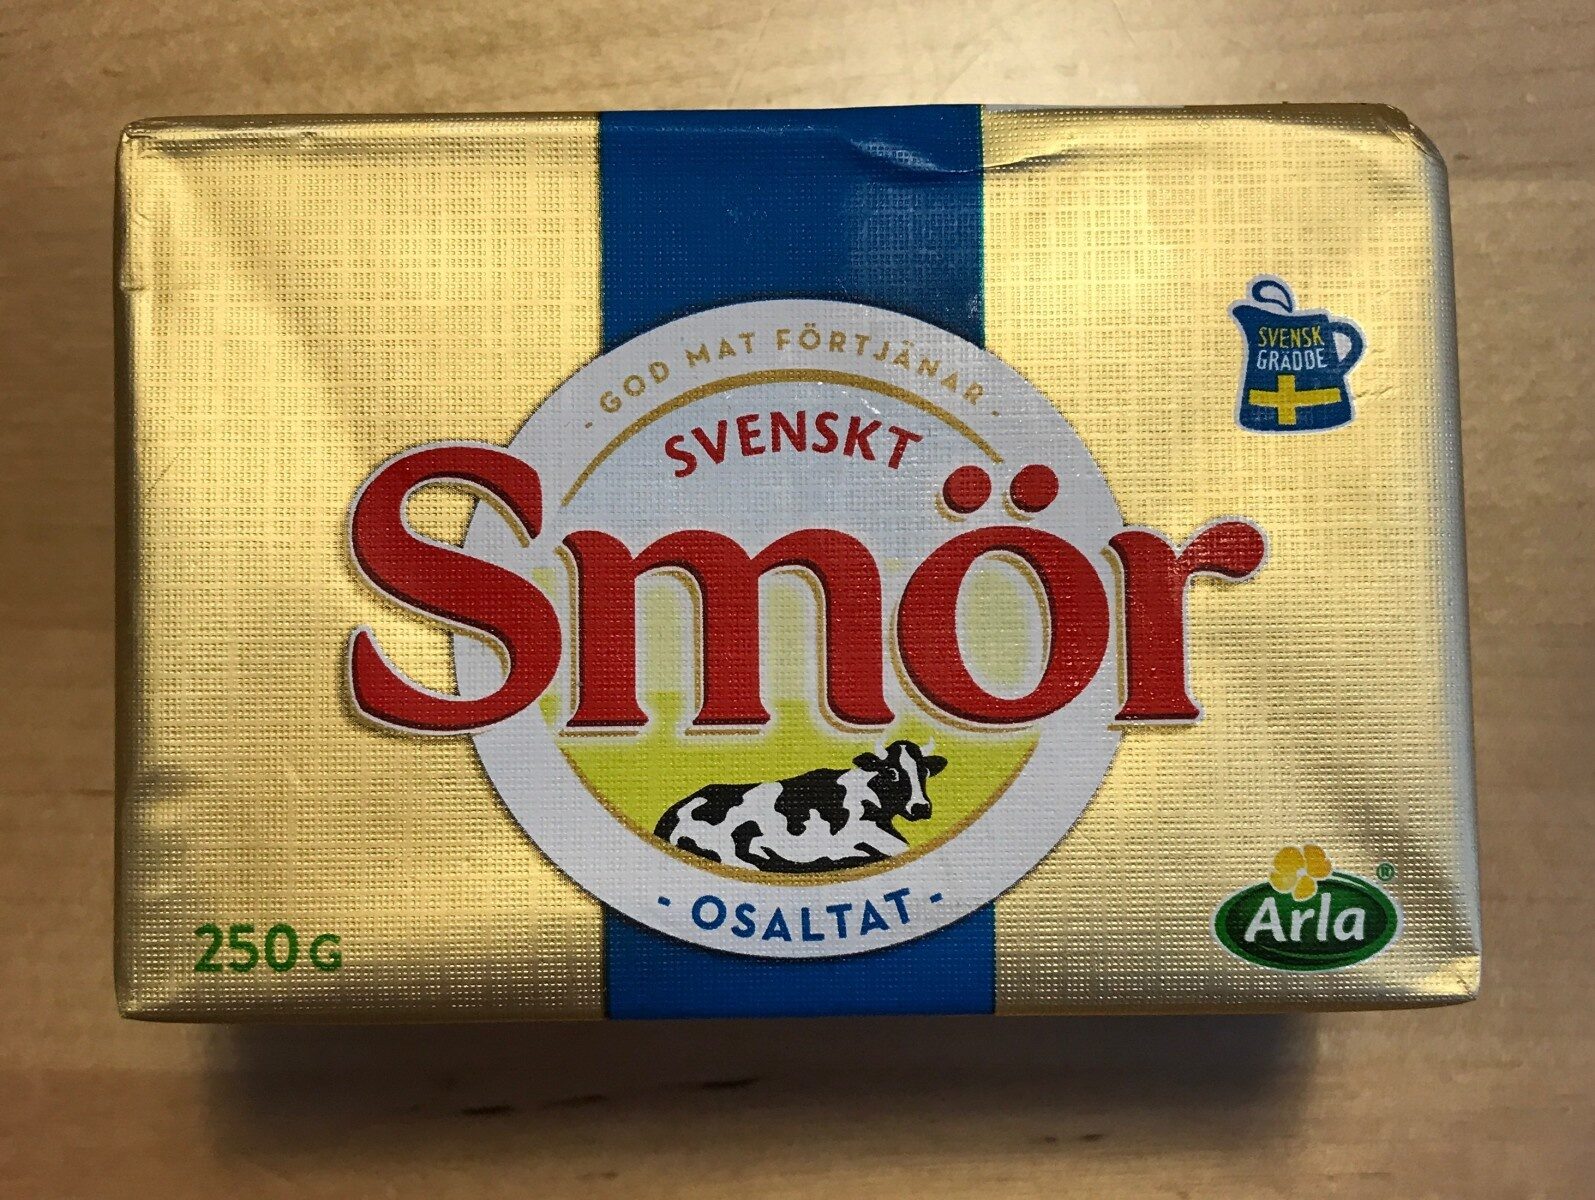 - GOD MAT FÖRTJÄNAR -
SVENSKT
Smör
- OSALTAT -
SVENSK
GRÄDDE
250 G
Arla®